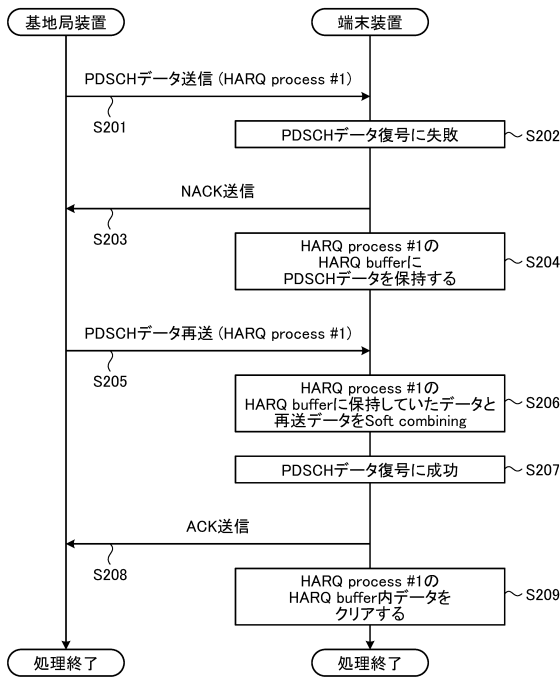 基地局装置
端末装置
PDSCHデータ送信 (HARQ process #1)
S201
PDSCHデータ復号に失敗
S202
NACK送信
S203
HARQ process #1の
HARQ bufferに
PDSCHデータを保持する
S204
PDSCHデータ再送 (HARQ process #1)
S205
HARQ process #1の
HARQ bufferに保持していたデータと
再送データをSoft combining
S206
PDSCHデータ復号に成功
S207
ACK送信
S208
HARQ process #1の
HARQ buffer内データを
クリアする
S209
処理終了
処理終了